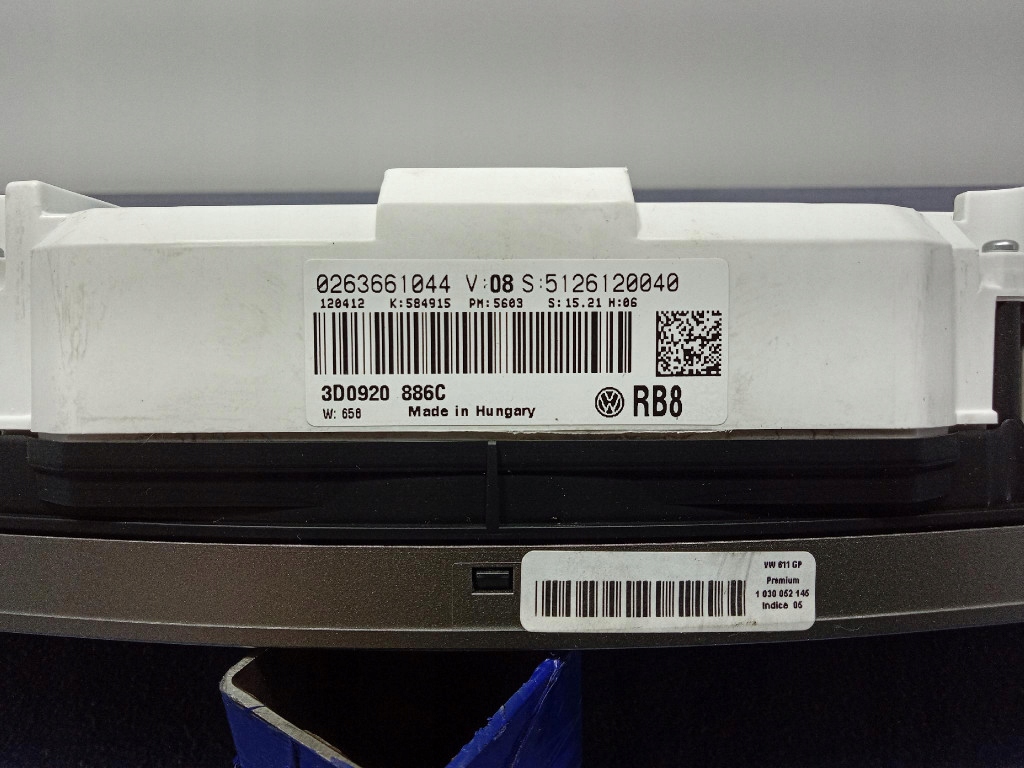 0263661044 V:08 S:5126120040
120412 K:584915 PM:5603 S:15.21 H:06
3D0920 886C
RB8
W: 658 Made in Hungary
VW 611 GP
Premium
1 030 052 145
Indice 05